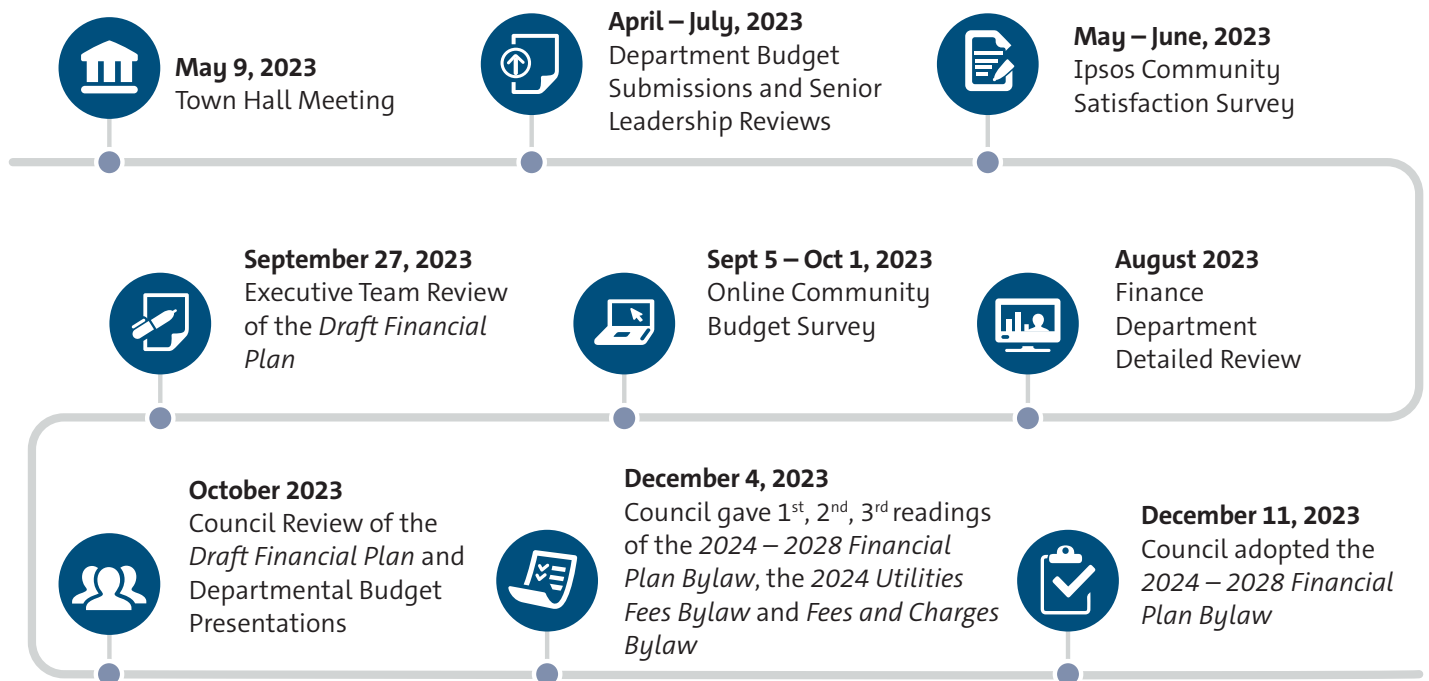 May 9, 2023
Town Hall Meeting
April – July, 2023
Department Budget
Submissions and Senior
Leadership Reviews
May – June, 2023
Ipsos Community
Satisfaction Survey
August 2023
Finance
Department
Detailed Review
Sept 5 – Oct 1, 2023
Online Community
Budget Survey
September 27, 2023
Executive Team Review
of the Draft Financial
Plan
October 2023
Council Review of the
Draft Financial Plan and
Departmental Budget
Presentations
December 4, 2023
Council gave 1st, 2nd, 3rd readings
of the 2024 – 2028 Financial
Plan Bylaw, the 2024 Utilities
Fees Bylaw and Fees and Charges
Bylaw
December 11, 2023
Council adopted the
2024 – 2028 Financial
Plan Bylaw